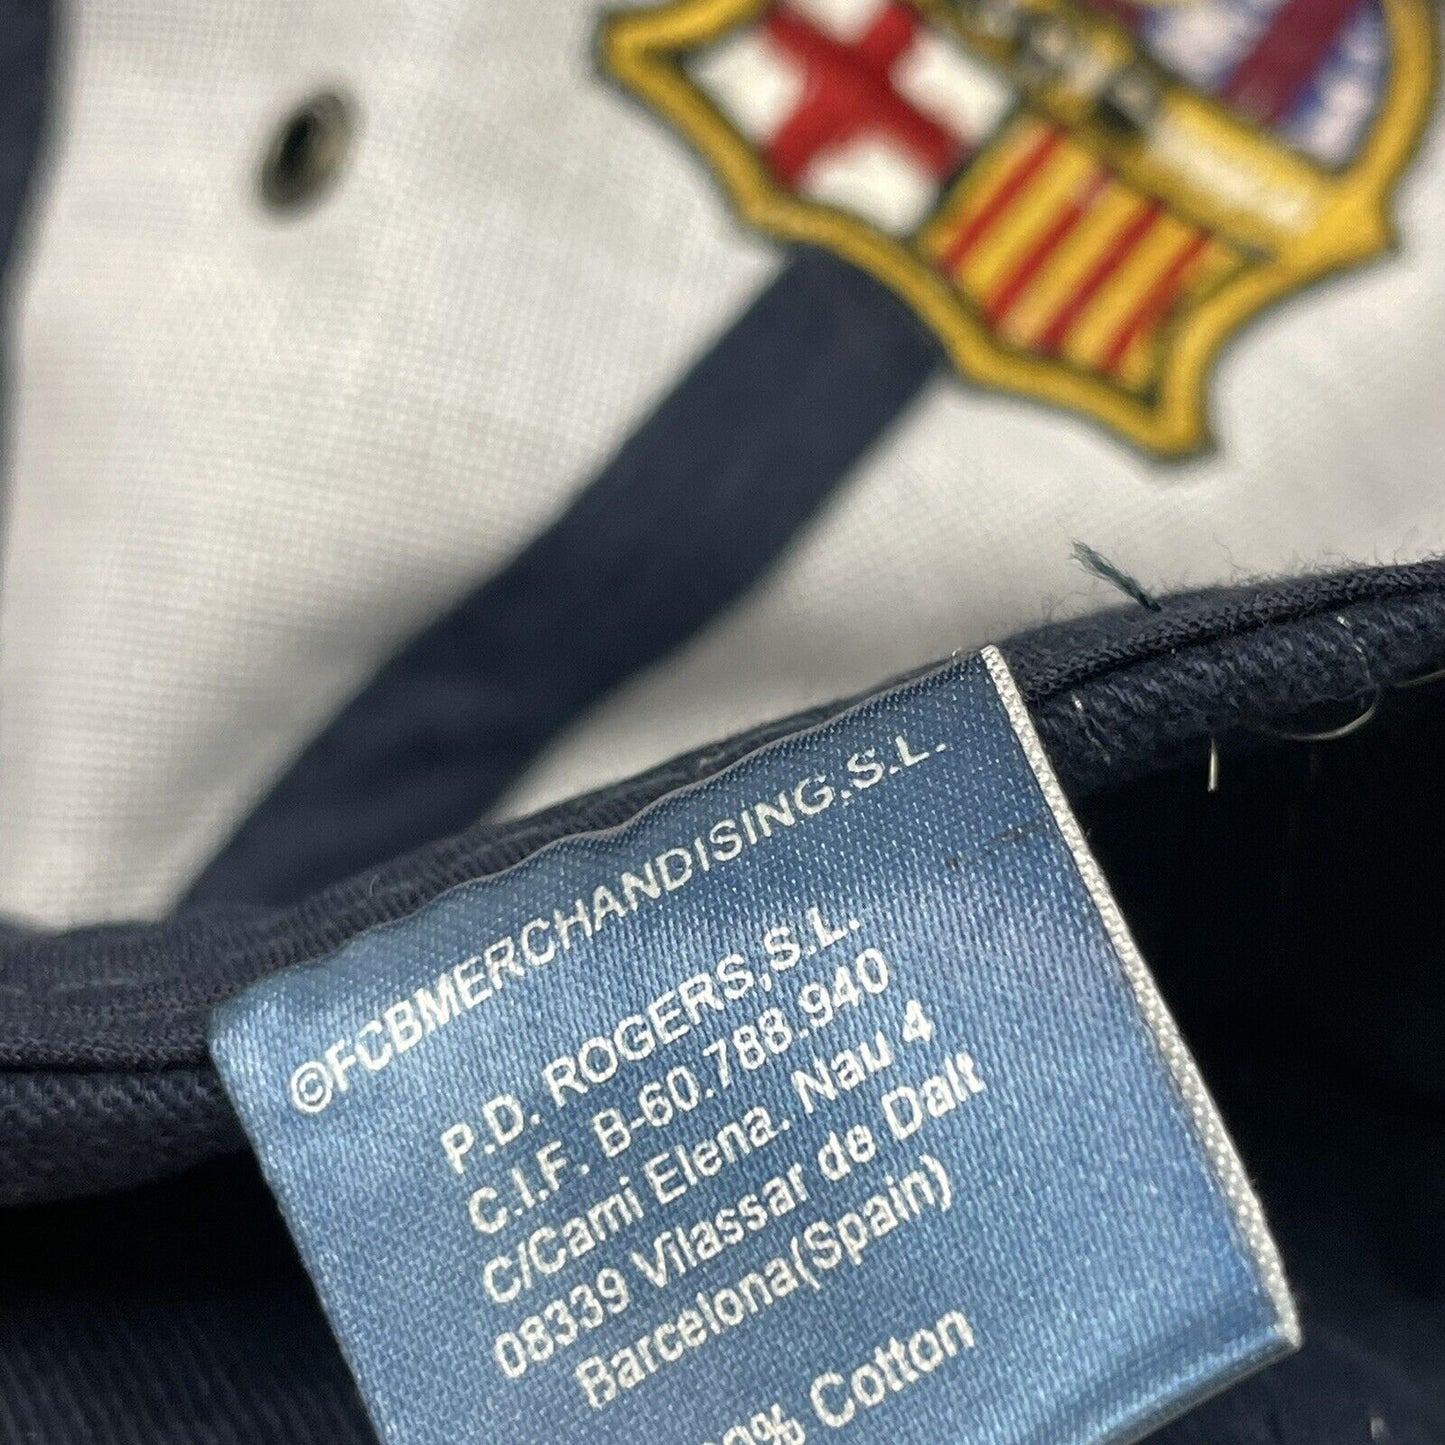 ©FCBMERCHANDISING,S.L.
P.D. ROGERS,S.L.
C.I.F. B-60.788.940
C/Cami Elena. Nau 4
08339 Vilassar de Dalt
Barcelona(Spain)
Cotton